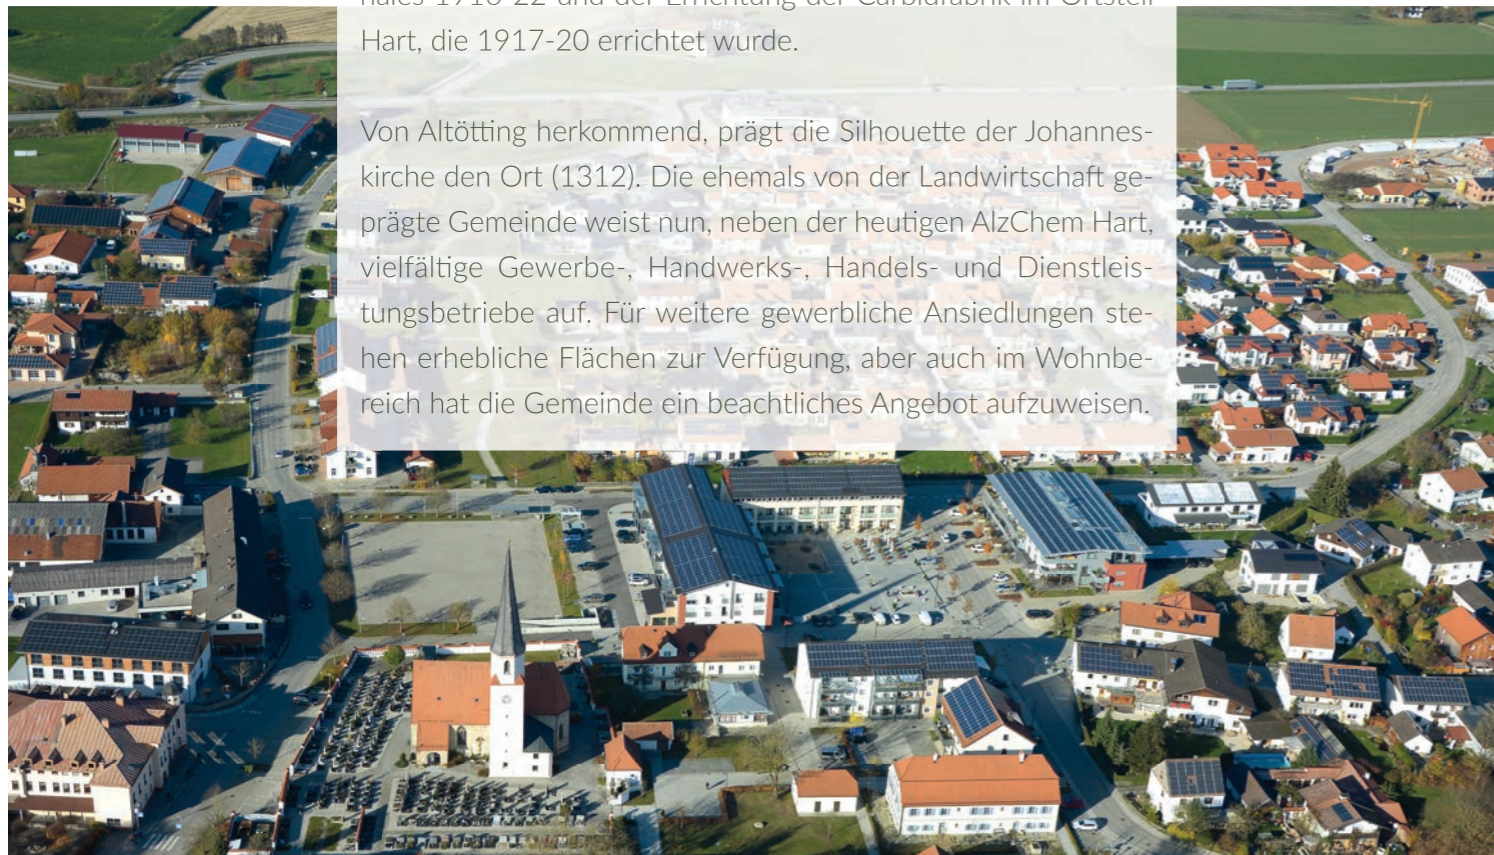 Hart, die 1917-20 errichtet wurde.
Von Altötting herkommend, prägt die Silhouette der Johannes-
kirche den Ort (1312). Die ehemals von der Landwirtschaft ge-
prägte Gemeinde weist nun, neben der heutigen AlzChem Hart,
vielfältige Gewerbe-, Handwerks-, Handels- und Dienstleis-
tungsbetriebe auf. Für weitere gewerbliche Ansiedlungen ste-
hen erhebliche Flächen zur Verfügung, aber auch im Wohnbe-
reich hat die Gemeinde ein beachtliches Angebot aufzuweisen.